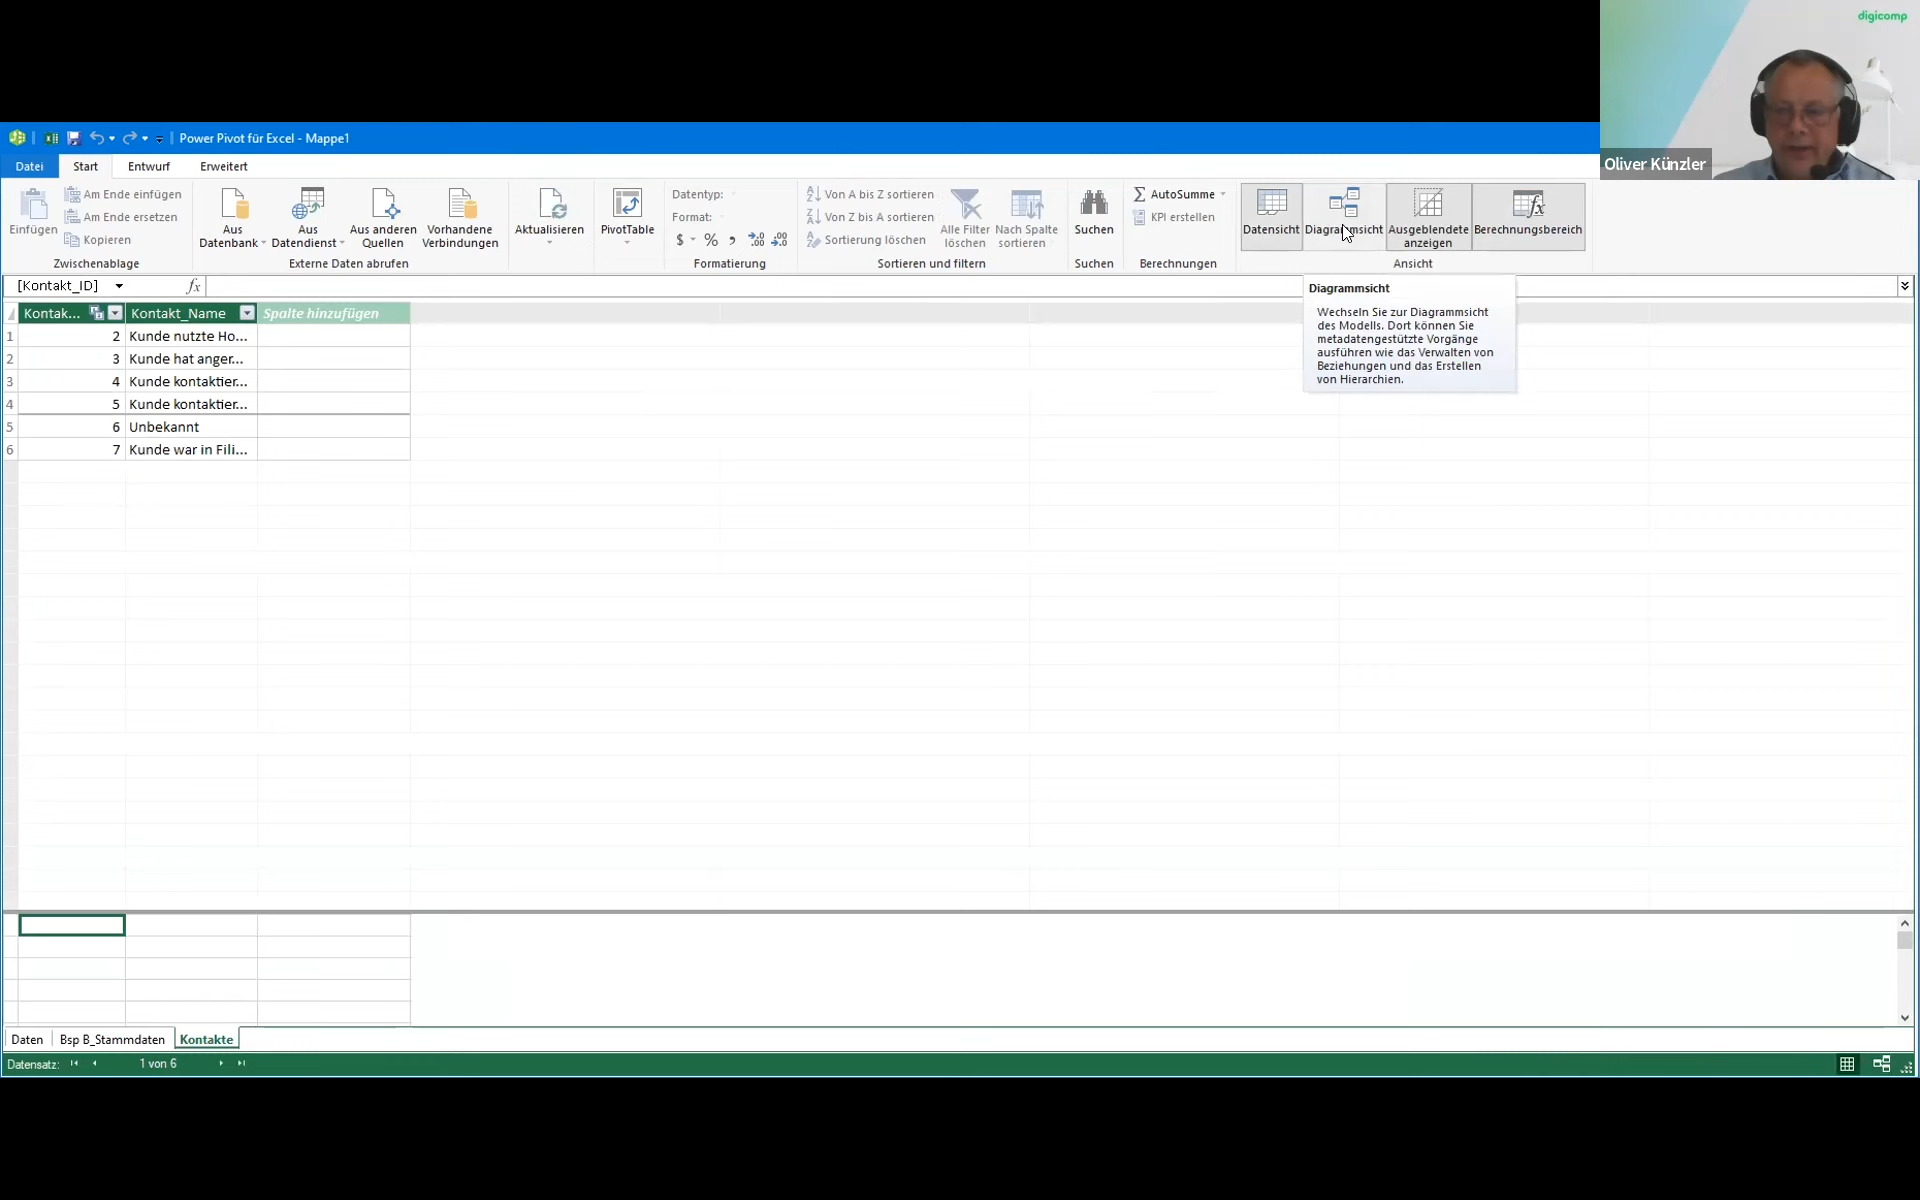 digicomp
Oliver Künzler
Power Pivot für Excel - Mappe1
Datei Start Entwurf Erweitert
Einfügen
Am Ende einfügen
Am Ende ersetzen
Kopieren
Zwischenablage
Aus Datenbank
Aus Datendienst
Aus anderen Quellen
Vorhandene Verbindungen
Externe Daten abrufen
Aktualisieren
PivotTable
Datentyp:
Format:
$ % ,
Formatierung
Von A bis Z sortieren
Von Z bis A sortieren
Sortierung löschen
Alle Filter löschen
Nach Spalte sortieren
Sortieren und filtern
Suchen
Suchen
AutoSumme
KPI erstellen
Berechnungen
Datensicht
Diagrammsicht
Ausgeblendete anzeigen
Berechnungsbereich
Ansicht
[Kontakt_ID] fx
Diagrammsicht
Wechseln Sie zur Diagrammsicht
des Modells. Dort können Sie
metadatengestützte Vorgänge
ausführen wie das Verwalten von
Beziehungen und das Erstellen
von Hierarchien.
Kontak... Kontakt_Name Spalte hinzufügen
1 2 Kunde nutzte Ho...
2 3 Kunde hat anger...
3 4 Kunde kontaktier...
4 5 Kunde kontaktier...
5 6 Unbekannt
6 7 Kunde war in Fili...
Daten Bsp B_Stammdaten Kontakte
Datensatz: 1 von 6